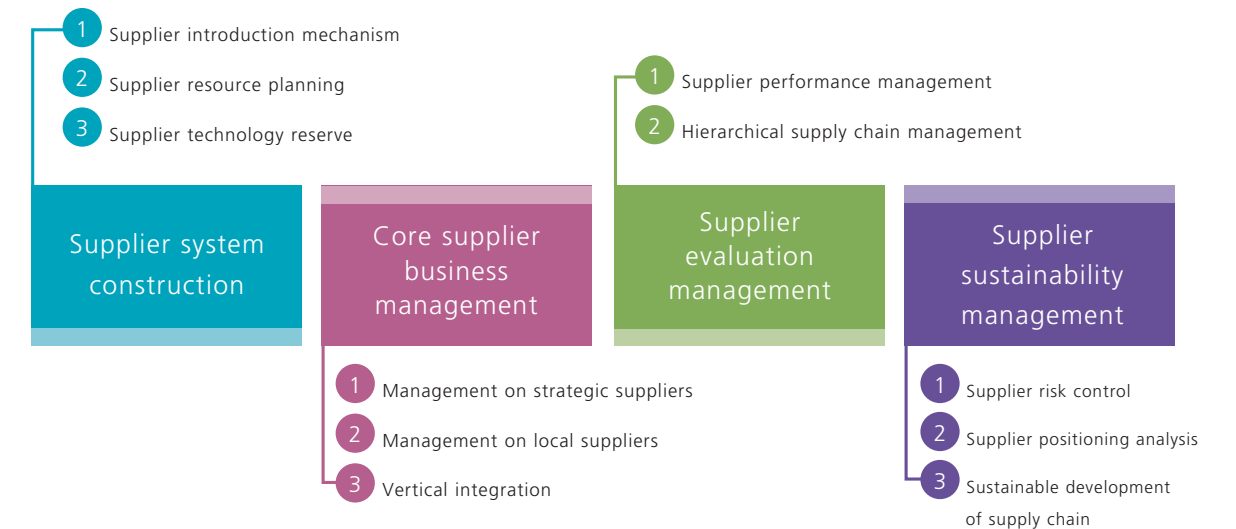 1 Supplier introduction mechanism
2 Supplier resource planning
3 Supplier technology reserve
Supplier system
construction
Core supplier
business
management
1 Management on strategic suppliers
2 Management on local suppliers
3 Vertical integration
1 Supplier performance management
2 Hierarchical supply chain management
Supplier
evaluation
management
Supplier
sustainability
management
1 Supplier risk control
2 Supplier positioning analysis
3 Sustainable development
of supply chain